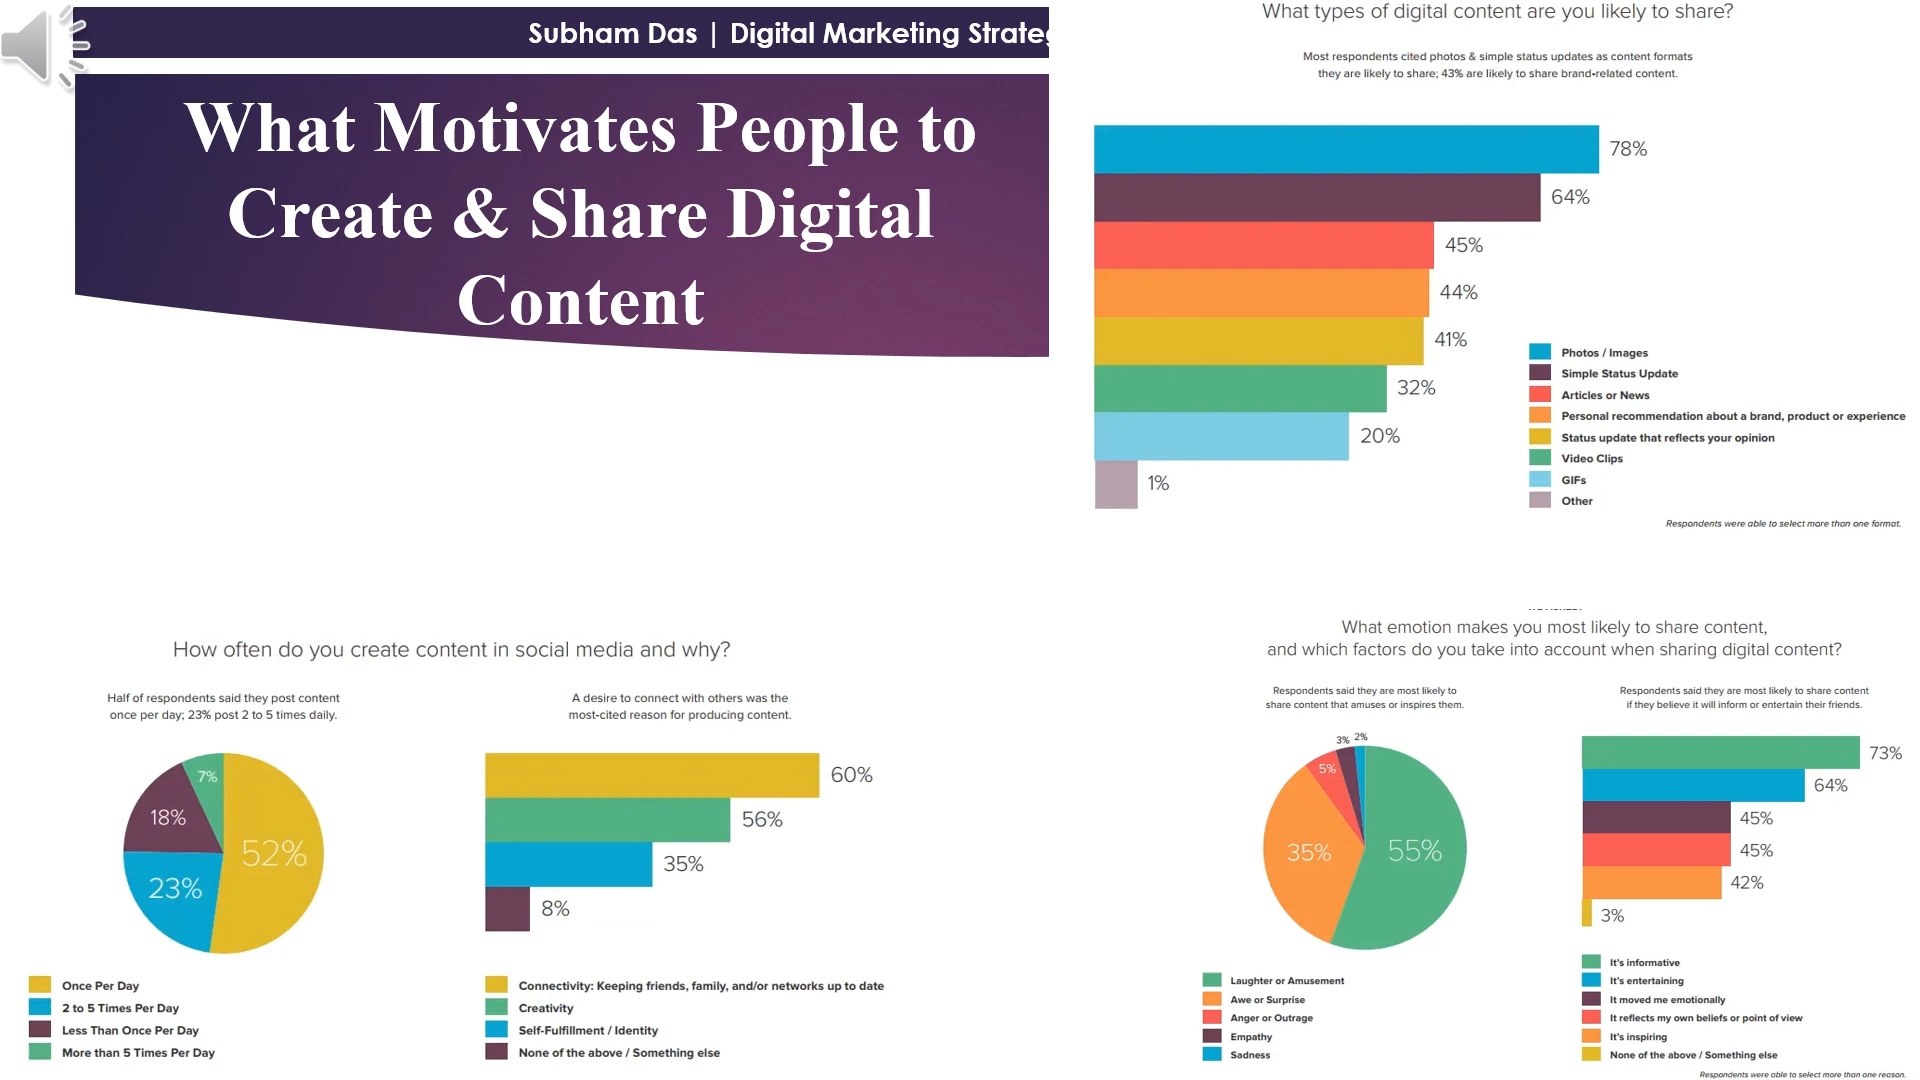 Subham Das | Digital Marketing
What Motivates People to
Create & Share Digital
Content
What types of digital content are you likely to share?
Most respondents cited photos & simple status updates as content formats
they are likely to share; 43% are likely to share brand-related content.
78%
64%
45%
44%
41%
32%
20%
1%
Photos / Images
Simple Status Update
Articles or News
Personal recommendation about a brand, product or experience
Status update that reflects your opinion
Video Clips
GIFs
Other
Respondents were able to select more than one format.
How often do you create content in social media and why?
Half of respondents said they post content
once per day; 23% post 2 to 5 times daily.
7%
18%
52%
23%
Once Per Day
2 to 5 Times Per Day
Less Than Once Per Day
More than 5 Times Per Day
A desire to connect with others was the
most-cited reason for producing content.
60%
56%
35%
8%
Connectivity: Keeping friends, family, and/or networks up to date
Creativity
Self-Fulfillment / Identity
None of the above / Something else
What emotion makes you most likely to share content,
and which factors do you take into account when sharing digital content?
Respondents said they are most likely to
share content that amuses or inspires them.
3% 2%
5%
35%
55%
Laughter or Amusement
Awe or Surprise
Anger or Outrage
Empathy
Sadness
Respondents said they are most likely to share content
if they believe it will inform or entertain their friends.
73%
64%
45%
45%
42%
3%
It's informative
It's entertaining
It moved me emotionally
It reflects my own beliefs or point of view
It's inspiring
None of the above / Something else
Respondents were able to select more than one reason.